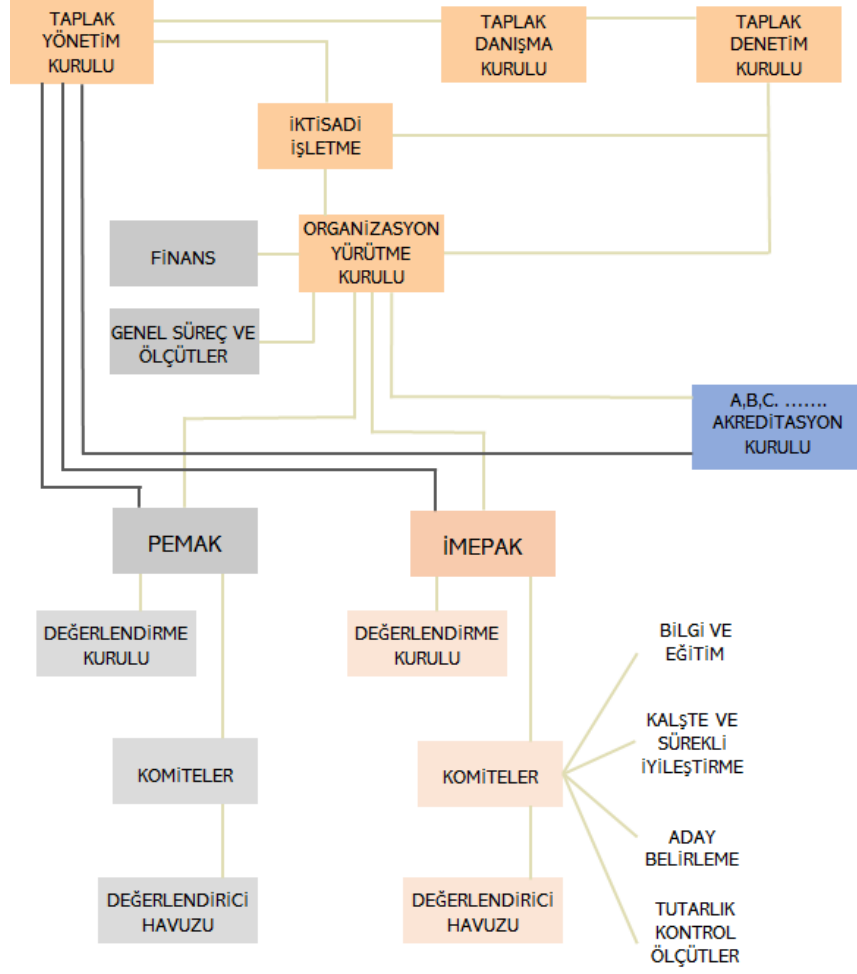 TAPLAK
YÖNETİM
KURULU
TAPLAK
DANIŞMA
KURULU
TAPLAK
DENETİM
KURULU
İKTİSADİ
İŞLETME
ORGANİZASYON
YÜRÜTME
KURULU
FİNANS
GENEL SÜREÇ VE
ÖLÇÜTLER
A,B,C. .......
AKREDİTASYON
KURULU
PEMAK
İMEPAK
DEĞERLENDİRME
KURULU
DEĞERLENDİRME
KURULU
BİLGİ VE
EĞİTİM
KALŞTE VE
SÜREKLİ
İYİLEŞTİRME
KOMİTELER
KOMİTELER
ADAY
BELİRLEME
DEĞERLENDİRİCİ
HAVUZU
DEĞERLENDİRİCİ
HAVUZU
TUTARLIK
KONTROL
ÖLÇÜTLER